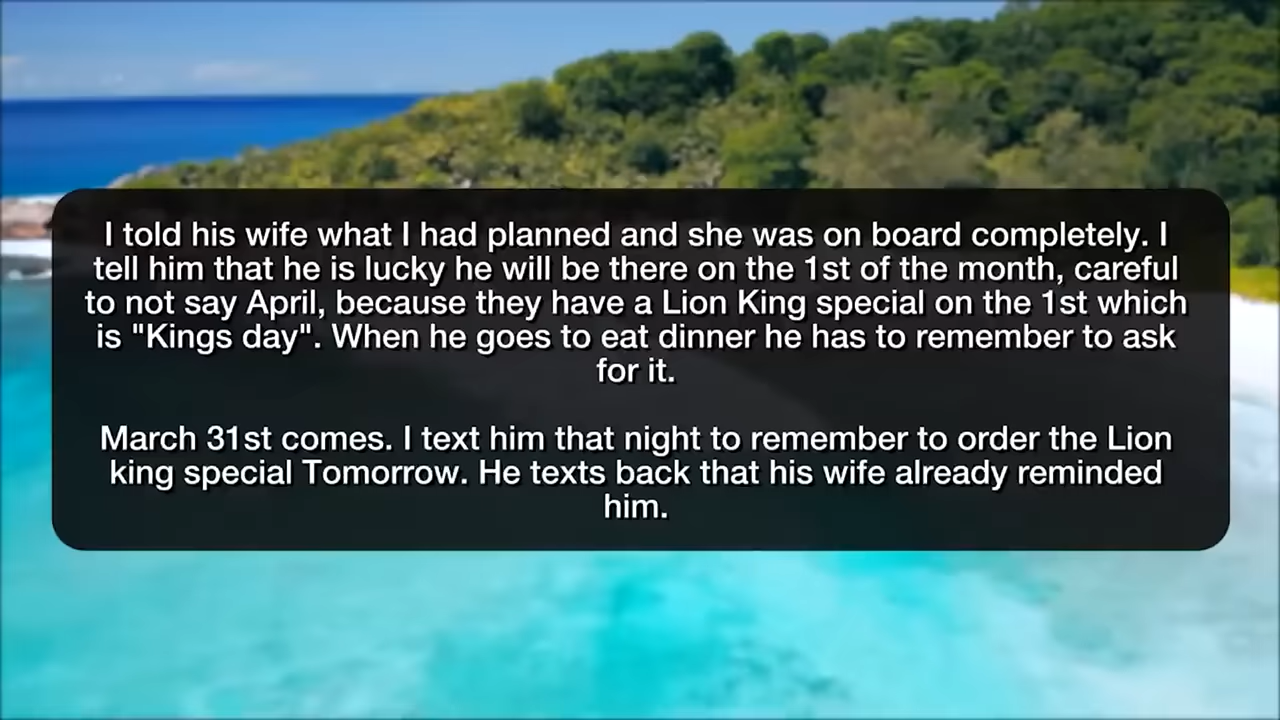 I told his wife what I had planned and she was on board completely. I
tell him that he is lucky he will be there on the 1st of the month, careful
to not say April, because they have a Lion King special on the 1st which
is "Kings day". When he goes to eat dinner he has to remember to ask
for it.
March 31st comes. I text him that night to remember to order the Lion
king special Tomorrow. He texts back that his wife already reminded
him.